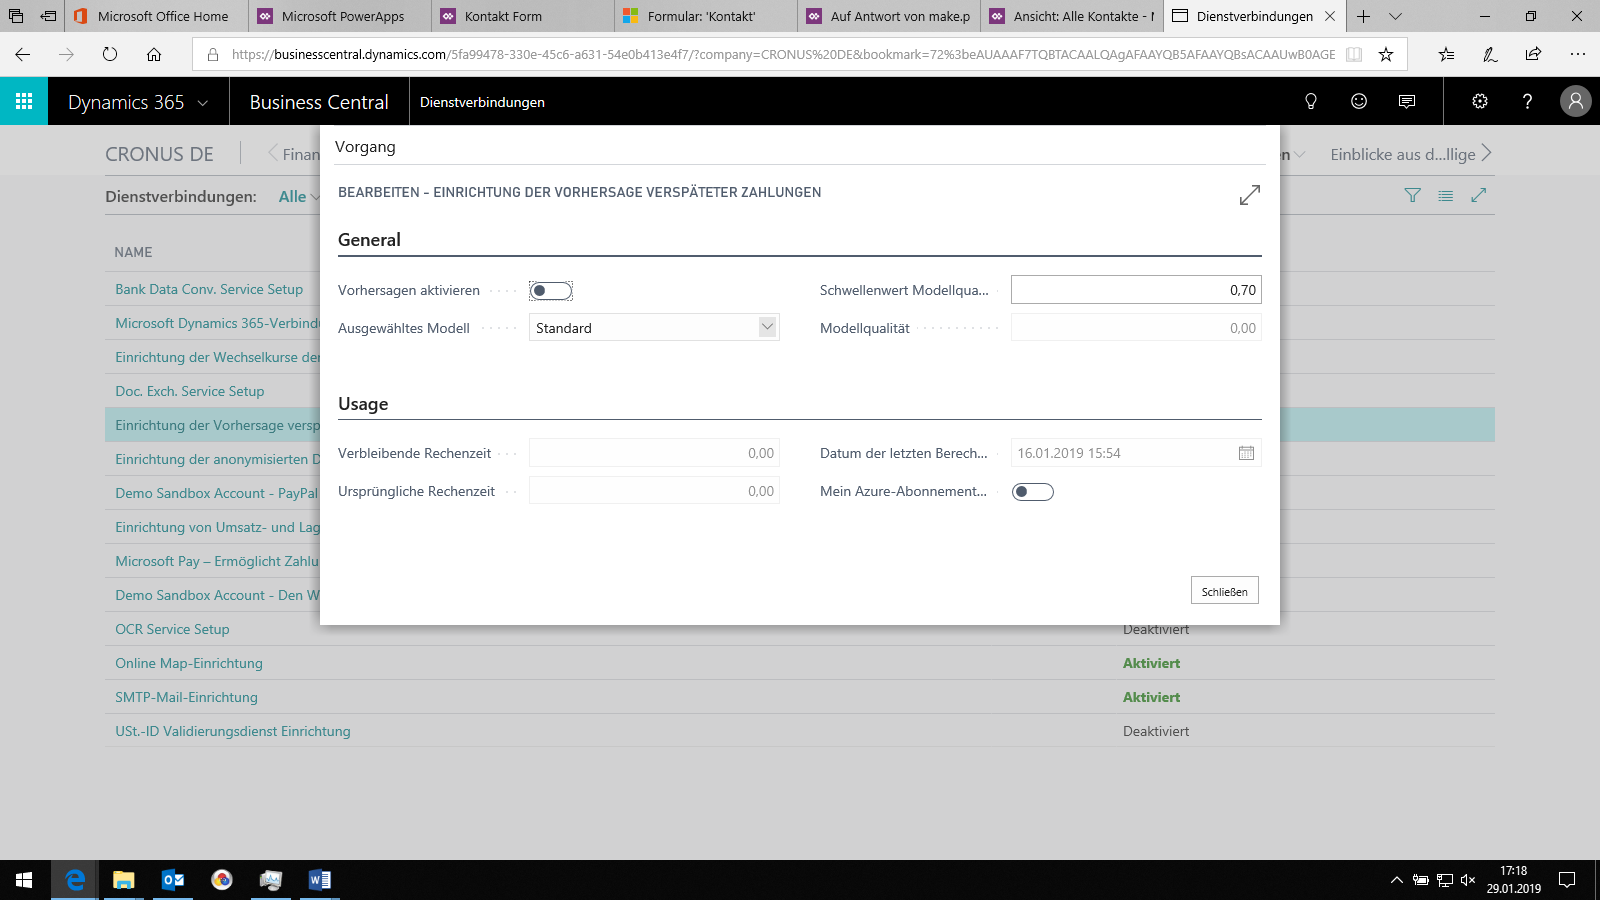 Microsoft Office Home
Microsoft PowerApps
Kontakt Form
Formular: 'Kontakt'
Auf Antwort von make.p
Ansicht: Alle Kontakte -
Dienstverbindungen
https://businesscentral.dynamics.com/5fa99478-330e-45c6-a631-54e0b413e4f7/?company=CRONUS%20DE&bookmark=72%3beAUAAAF7TQBTACAALQAgAFAAYQB5AFAAYQBsACAAUwB0AGE
Dynamics 365
Business Central
Dienstverbindungen
CRONUS DE
Finan
en
Einblicke aus d...llige
Dienstverbindungen: Alle
NAME
Bank Data Conv. Service Setup
Microsoft Dynamics 365-Verbind
Einrichtung der Wechselkurse der
Doc. Exch. Service Setup
Einrichtung der Vorhersage versp
Einrichtung der anonymisierten D
Demo Sandbox Account - PayPal
Einrichtung von Umsatz- und Lag
Microsoft Pay – Ermöglicht Zahlu
Demo Sandbox Account - Den W
OCR Service Setup
Deaktiviert
Online Map-Einrichtung
Aktiviert
SMTP-Mail-Einrichtung
Aktiviert
USt.-ID Validierungsdienst Einrichtung
Deaktiviert
Vorgang
BEARBEITEN - EINRICHTUNG DER VORHERSAGE VERSPÄTETER ZAHLUNGEN
General
Vorhersagen aktivieren
Schwellenwert Modellqua...
0,70
Ausgewähltes Modell
Standard
Modellqualität
0,00
Usage
Verbleibende Rechenzeit
0,00
Datum der letzten Berech...
16.01.2019 15:54
Ursprüngliche Rechenzeit
0,00
Mein Azure-Abonnement...
Schließen
17:18
29.01.2019